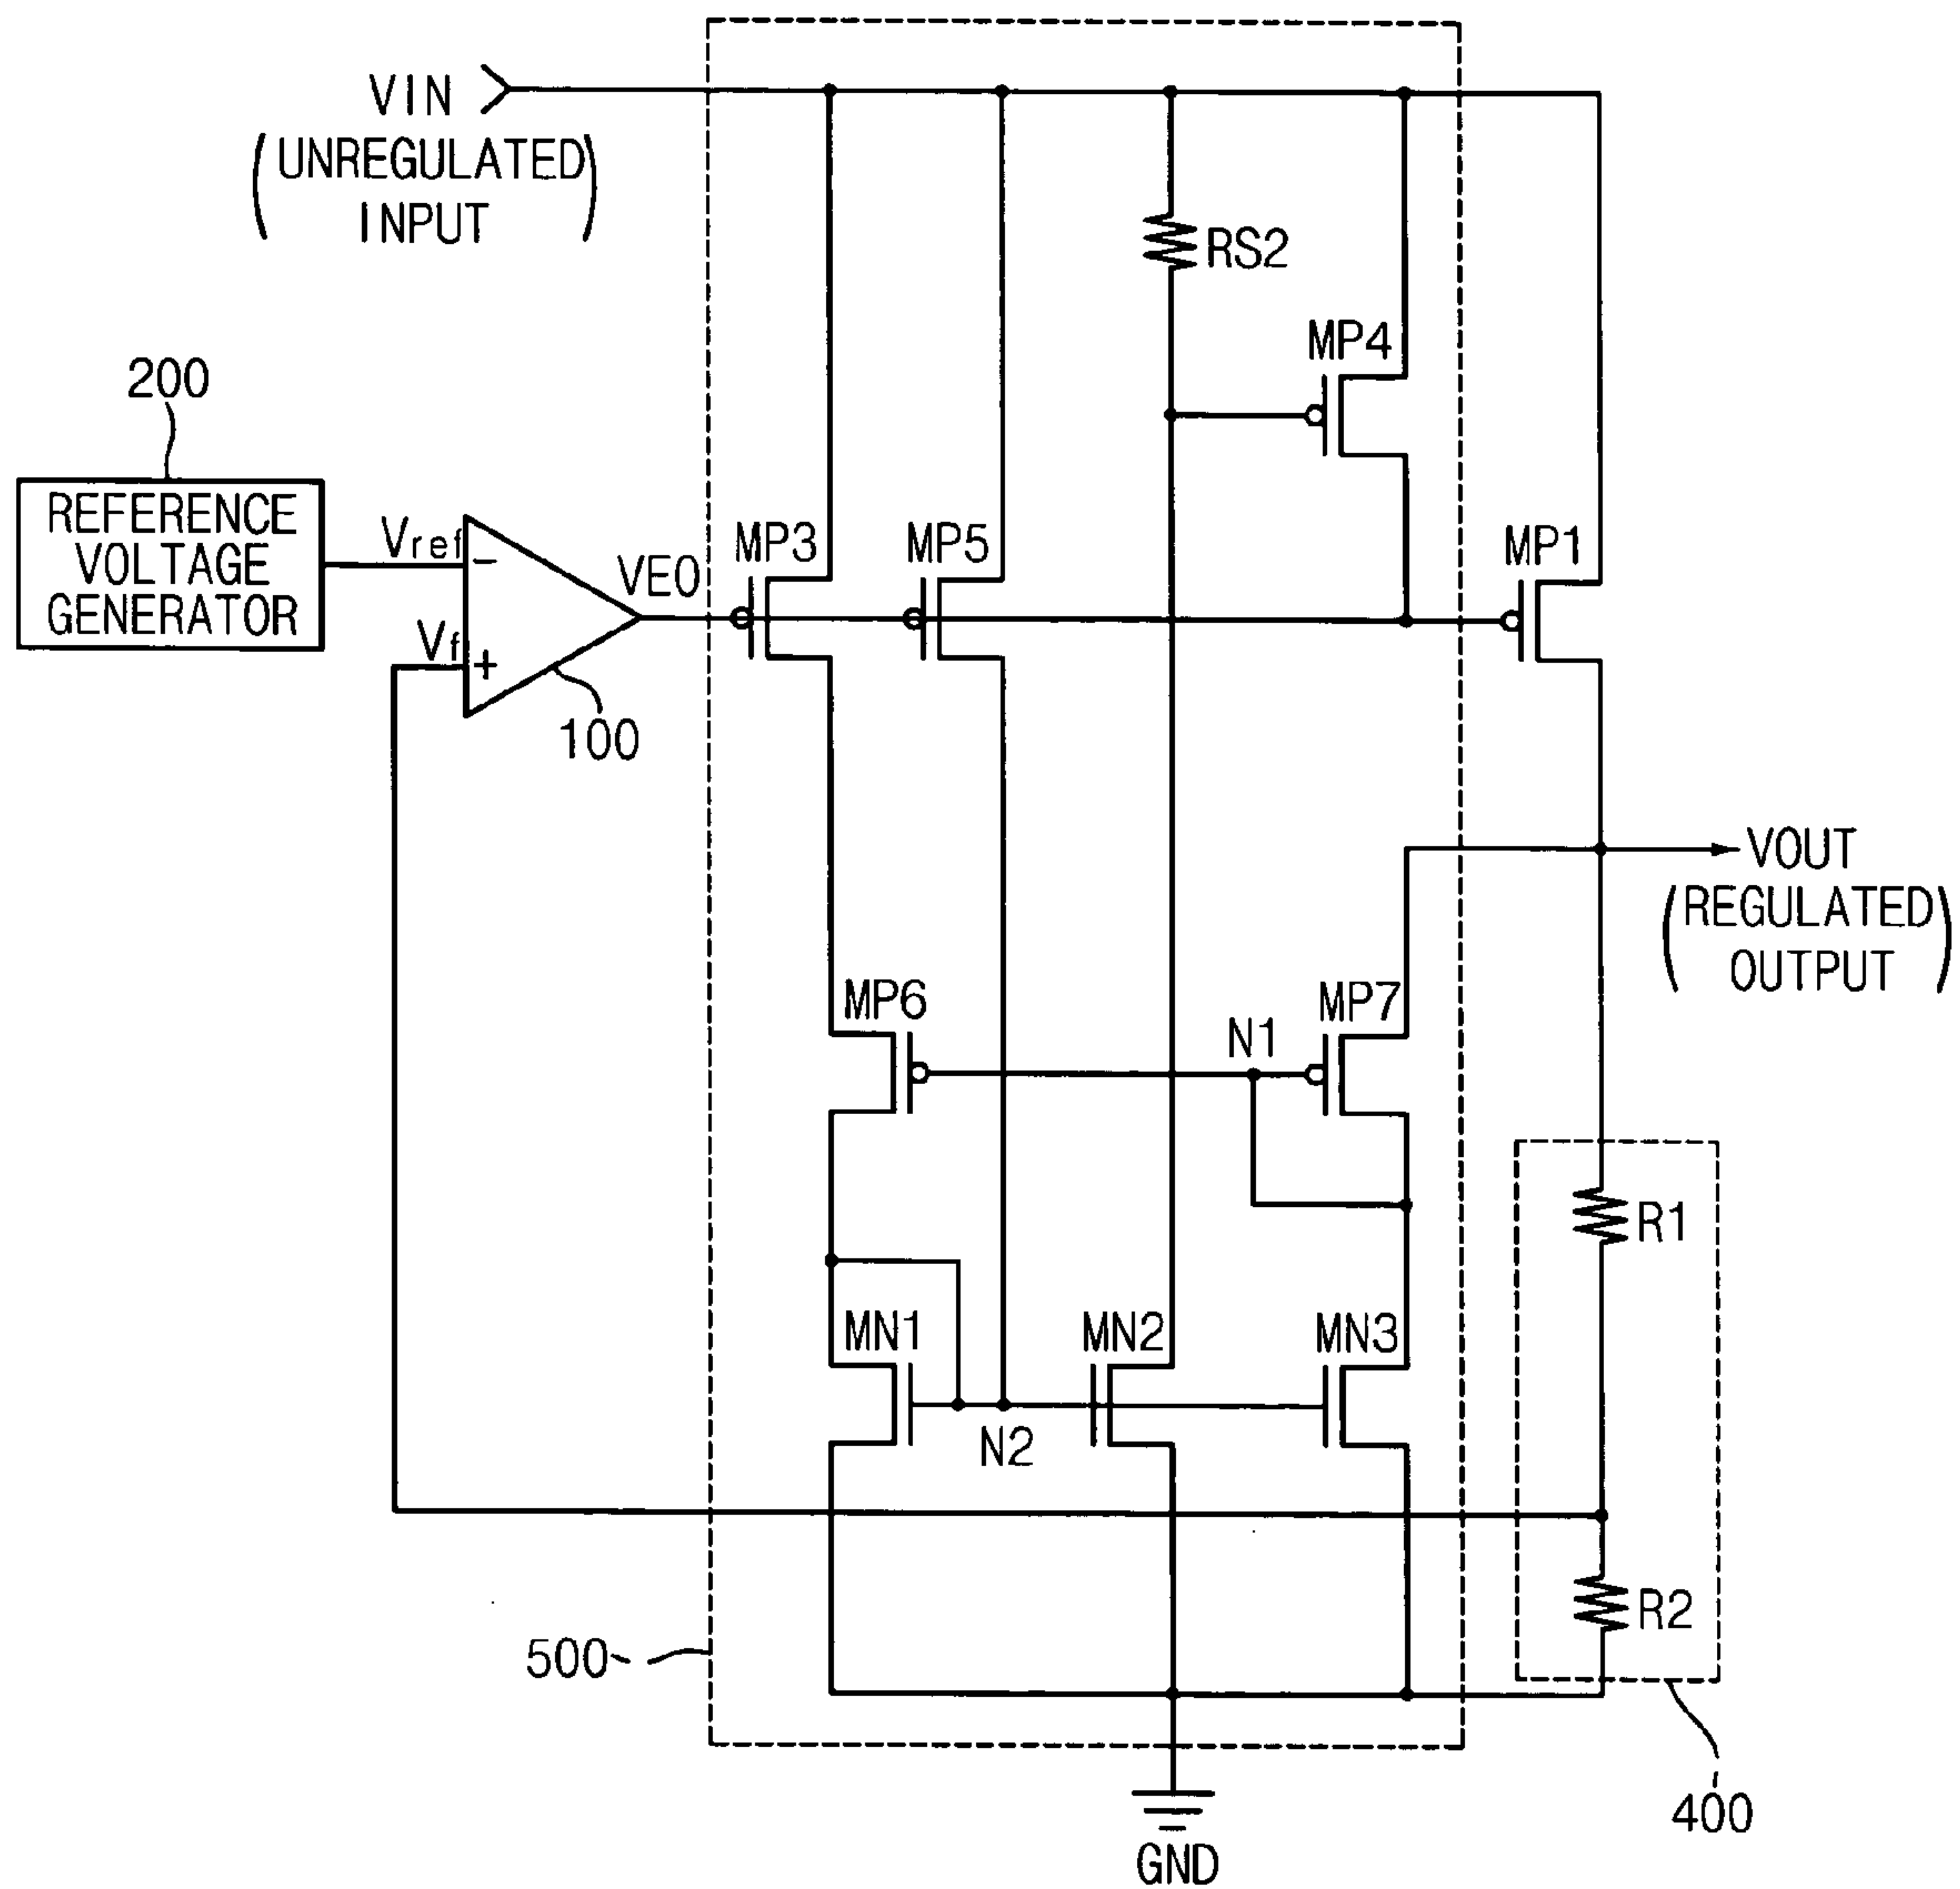 VIN
(UNREGULATED
INPUT)
RS2
MP4
200
REFERENCE
VOLTAGE
GENERATOR
Vref
-
Vf
+
VEO
100
MP3
MP5
MP1
VOUT
(REGULATED
OUTPUT)
MP6
N1
MP7
R1
MN1
MN2
MN3
N2
R2
500
400
GND